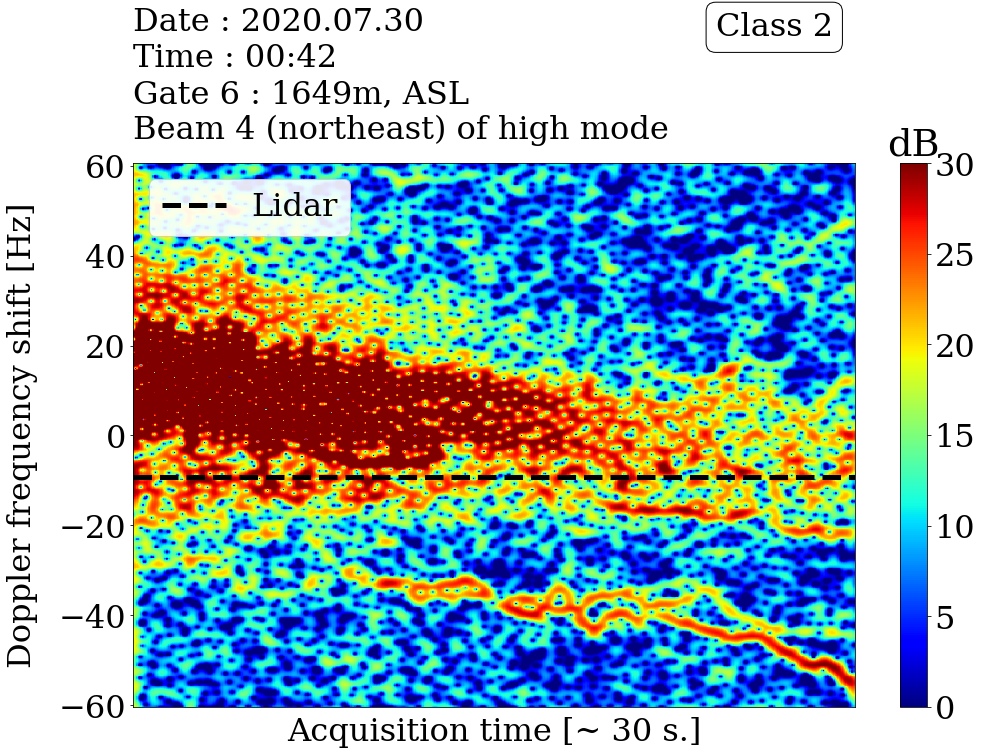 Date : 2020.07.30
Time : 00:42
Gate 6 : 1649m, ASL
Beam 4 (northeast) of high mode
Class 2
dB
Lidar
Doppler frequency shift [Hz]
60
40
20
0
−20
−40
−60
30
25
20
15
10
5
0
Acquisition time [~ 30 s.]